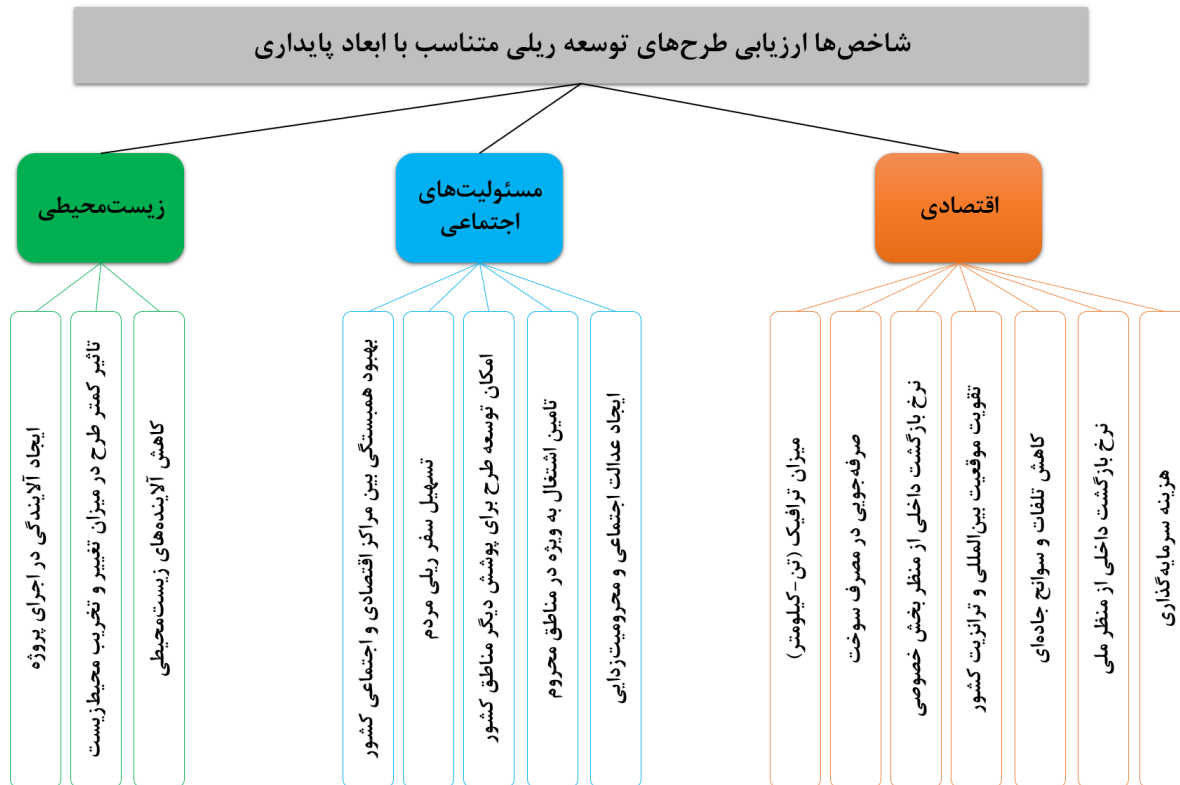 شاخص‌ها ارزیابی طرح‌های توسعه ریلی متناسب با ابعاد پایداری
اقتصادی
هزینه سرمایه‌گذاری
نرخ بازگشت داخلی از منظر ملی
کاهش تلفات و سوانح جاده‌ای
تقویت موقعیت بین‌المللی و ترانزیت کشور
نرخ بازگشت داخلی از منظر بخش خصوصی
صرفه‌جویی در مصرف سوخت
میزان ترافیک (تن-کیلومتر)
مسئولیت‌های
اجتماعی
ایجاد عدالت اجتماعی و محرومیت‌زدایی
تامین اشتغال به ویژه در مناطق محروم
امکان توسعه طرح برای پوشش دیگر مناطق کشور
تسهیل سفر ریلی مردم
بهبود همبستگی بین مراکز اقتصادی و اجتماعی کشور
زیست‌محیطی
کاهش آلاینده‌های زیست‌محیطی
تاثیر کمتر طرح در میزان تغییر و تخریب محیط‌زیست
ایجاد آلایندگی در اجرای پروژه